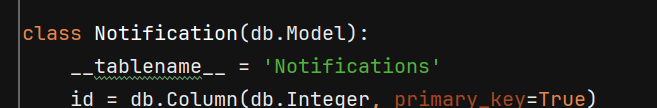 class Notification(db.Model):
    __tablename__ = 'Notifications'
    id = db.Column(db.Integer, primary_key=True)